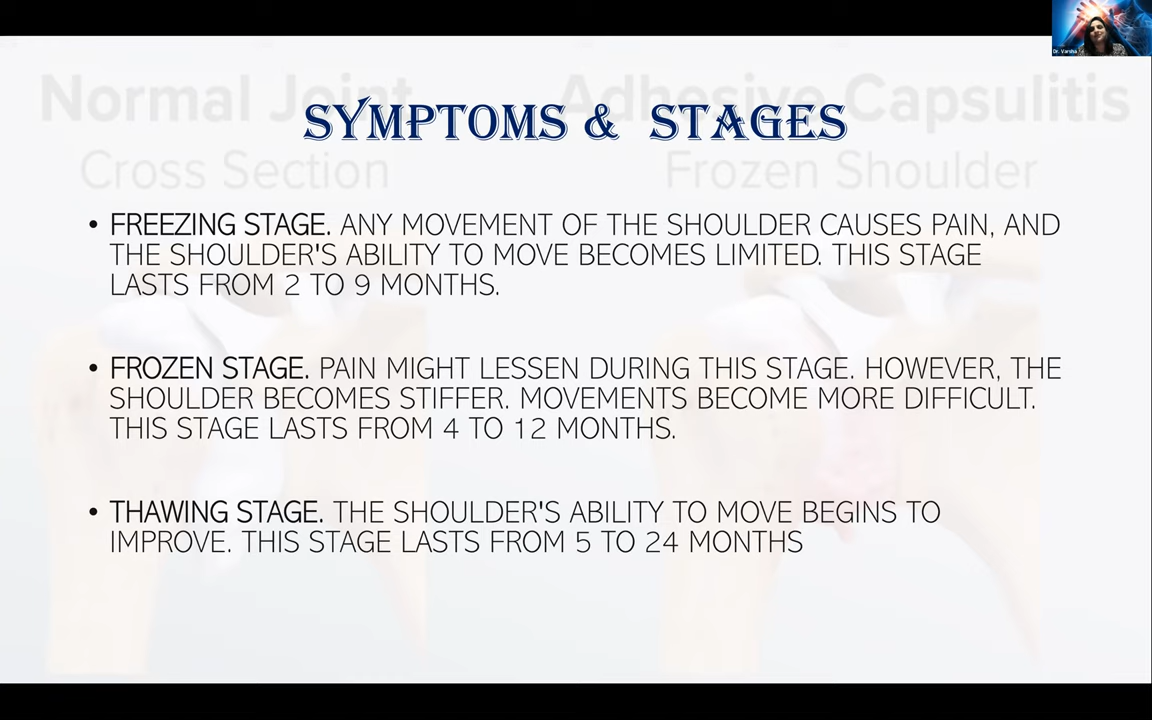 Dr. Varsha
Normal Joint
Adhesive Capsulitis
SYMPTOMS & STAGES
Cross Section
Frozen Shoulder
• FREEZING STAGE. ANY MOVEMENT OF THE SHOULDER CAUSES PAIN, AND
THE SHOULDER'S ABILITY TO MOVE BECOMES LIMITED. THIS STAGE
LASTS FROM 2 TO 9 MONTHS.
• FROZEN STAGE. PAIN MIGHT LESSEN DURING THIS STAGE. HOWEVER, THE
SHOULDER BECOMES STIFFER. MOVEMENTS BECOME MORE DIFFICULT.
THIS STAGE LASTS FROM 4 TO 12 MONTHS.
• THAWING STAGE. THE SHOULDER'S ABILITY TO MOVE BEGINS TO
IMPROVE. THIS STAGE LASTS FROM 5 TO 24 MONTHS